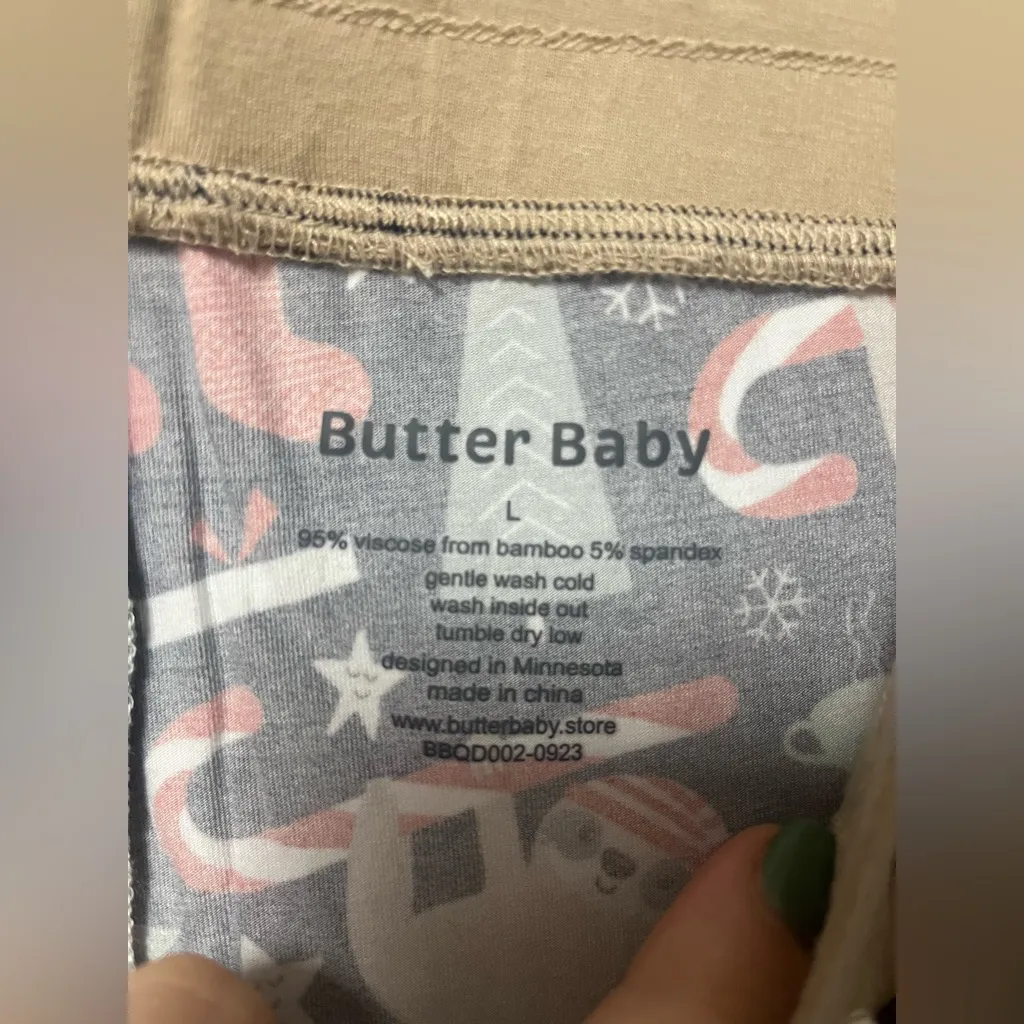 Butter Baby
L
95% viscose from bamboo 5% spandex
gentle wash cold
wash inside out
tumble dry low
designed in Minnesota
made in china
www.butterbaby.store
BBQD002-0923